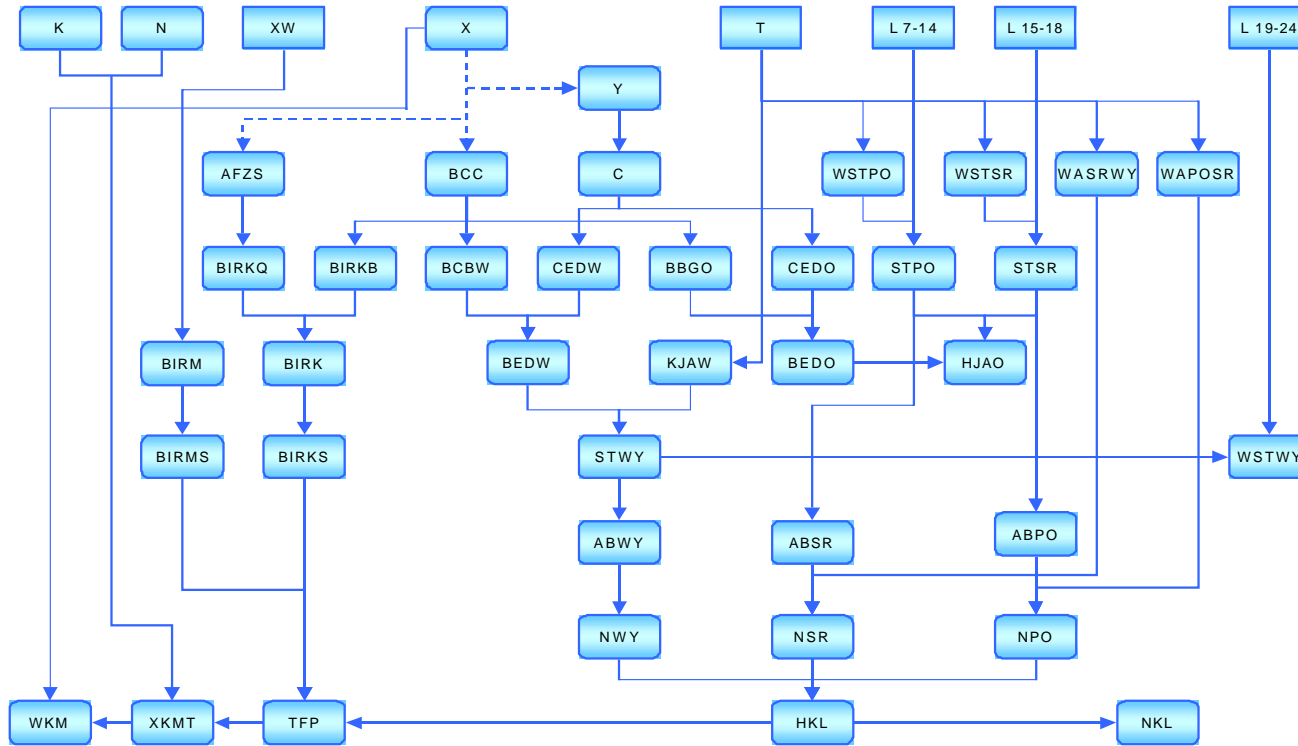 K
N
XW
X
T
L 7-14
L 15-18
L 19-24
Y
AFZS
BCC
C
WSTPO
WSTSR
WASRWY
WAPOSR
BIRKQ
BIRKB
BCBW
CEDW
BBGO
CEDO
STPO
STSR
BIRM
BIRK
BEDW
KJAW
BEDO
HJAO
BIRMS
BIRKS
STWY
WSTWY
ABWY
ABSR
ABPO
NWY
NSR
NPO
WKM
XKMT
TFP
HKL
NKL